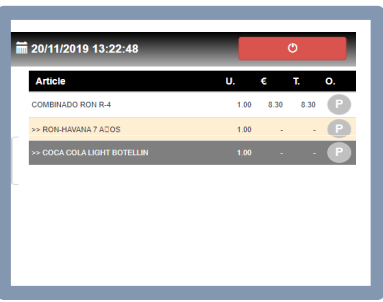 20/11/2019 13:22:48
Article U. € T. O.
COMBINADO RON R-4 1.00 8.30 8.30 P
>> RON-HAVANA 7 A□OS 1.00 - - P
>> COCA COLA LIGHT BOTELLIN 1.00 - - P